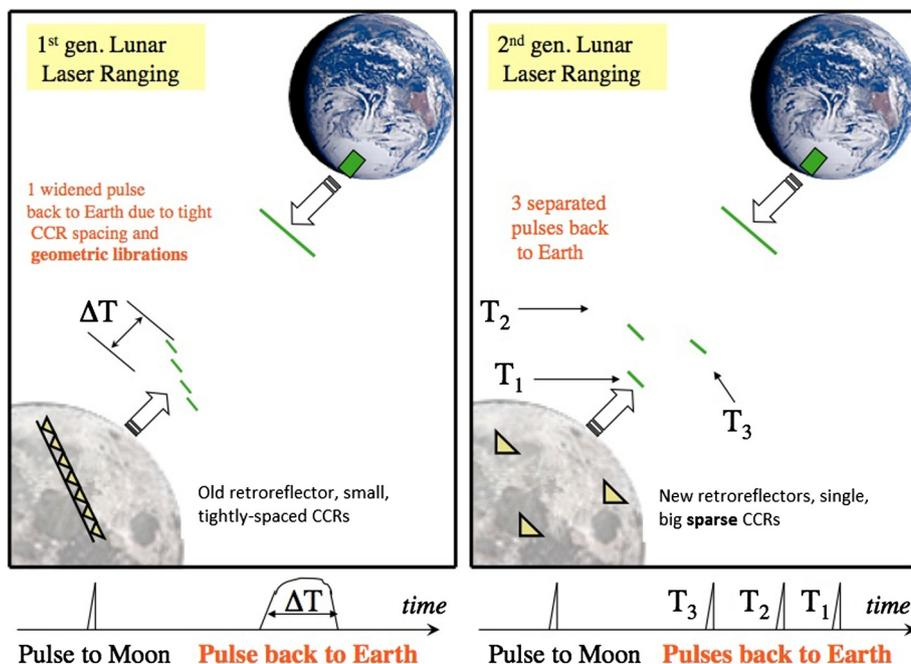 1st gen. Lunar
Laser Ranging
1 widened pulse
back to Earth due to tight
CCR spacing and
geometric librations
ΔT
Old retroreflector, small,
tightly-spaced CCRs
ΔT
time
Pulse to Moon Pulse back to Earth
2nd gen. Lunar
Laser Ranging
3 separated
pulses back
to Earth
T2
T1
T3
New retroreflectors, single,
big sparse CCRs
T3 T2 T1 time
Pulse to Moon Pulses back to Earth